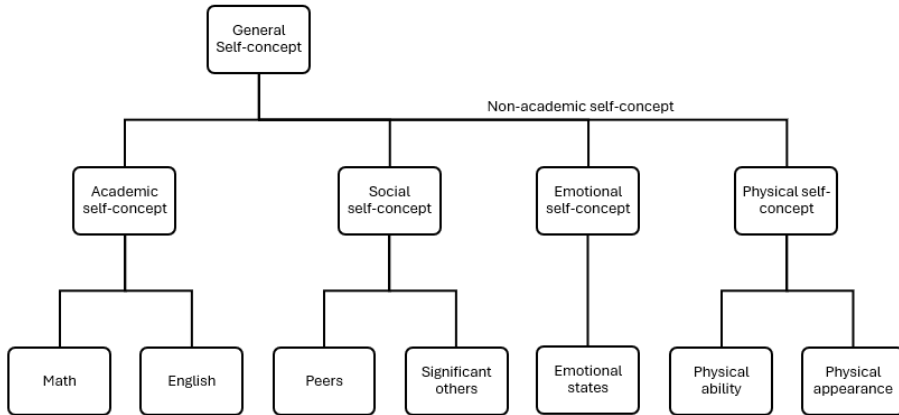 General
Self-concept
Non-academic self-concept
Academic
self-concept
Social
self-concept
Emotional
self-concept
Physical self-
concept
Math
English
Peers
Significant
others
Emotional
states
Physical
ability
Physical
appearance